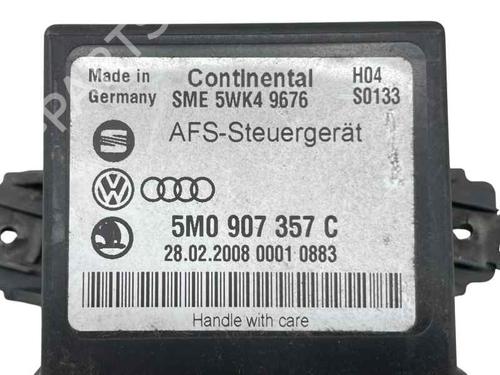 Made in
Germany
Continental
SME 5WK4 9676
H04
S0133
AFS-Steuergerät
5M0 907 357 C
28.02.2008 0001 0883
Handle with care